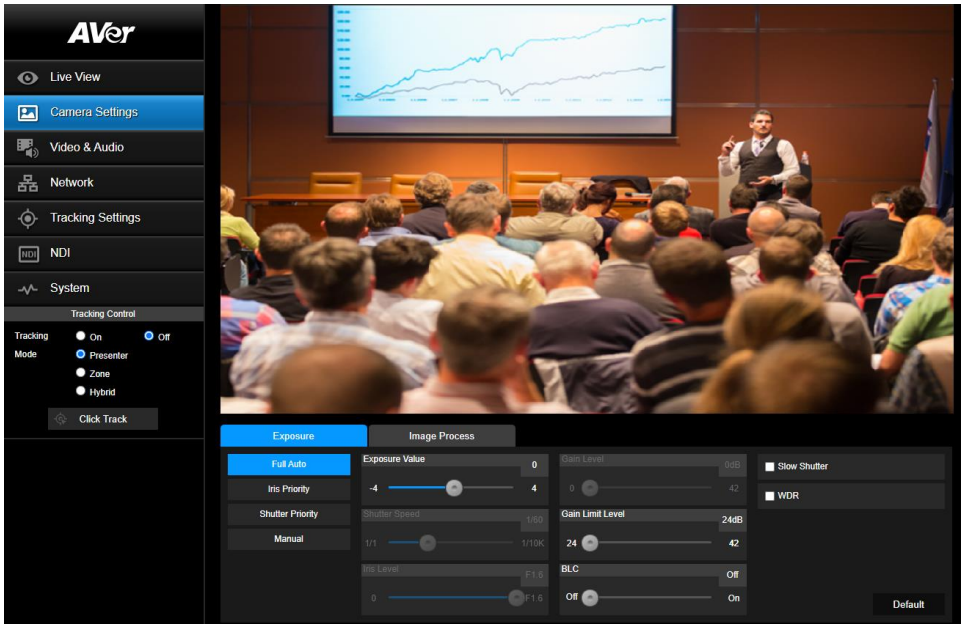 AVer
Live View
Camera Settings
Video & Audio
Network
Tracking Settings
NDI NDI
System
Tracking Control
Tracking On Off
Mode Presenter
Zone
Hybrid
Click Track
Exposure Image Process
Full Auto
Iris Priority
Shutter Priority
Manual
Exposure Value 0
-4 4
Shutter Speed 1/60
1/1 1/10K
Iris Level F1.6
0 F1.6
Gain Level 0dB
0 42
Gain Limit Level 24dB
24 42
BLC Off
Off On
Slow Shutter
WDR
Default